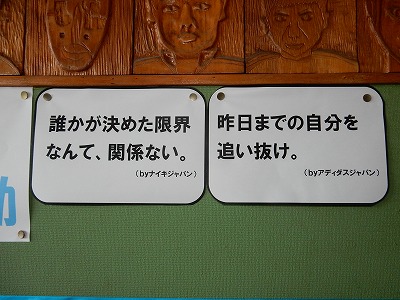 誰かが決めた限界
なんて、関係ない。
(byナイキジャパン)
昨日までの自分を
追い抜け。
(byアディダスジャパン)